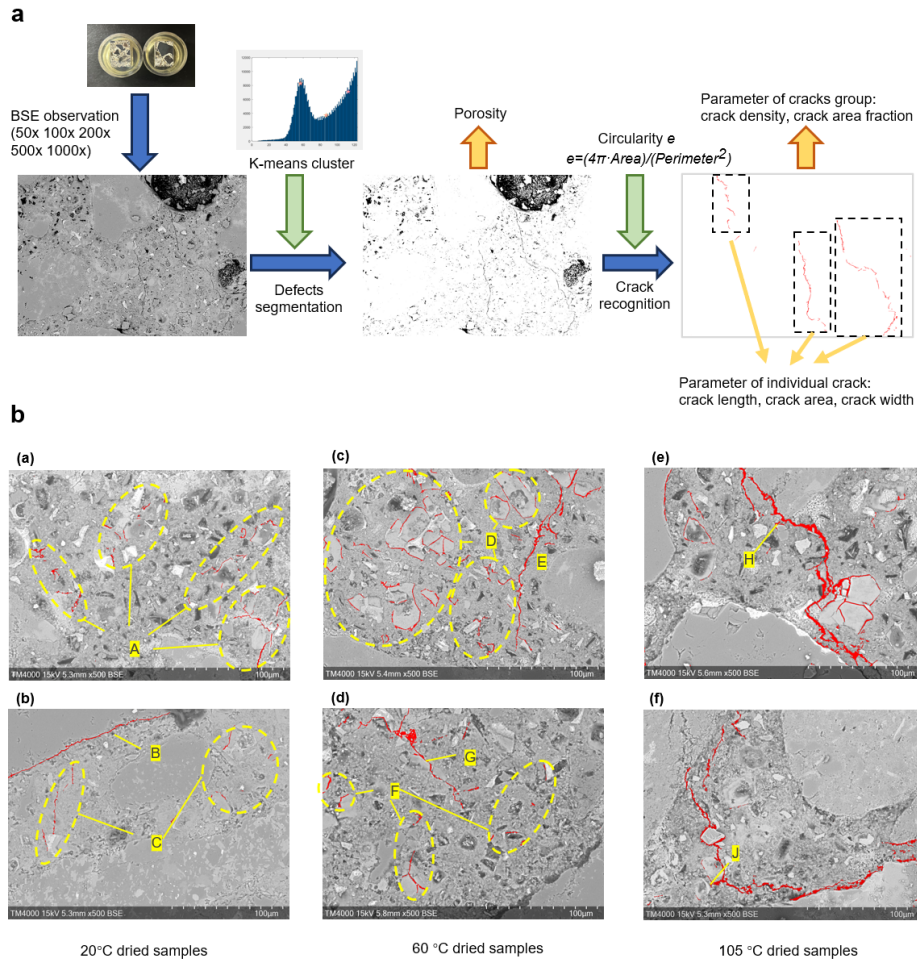 a
BSE observation
(50x 100x 200x
500x 1000x)
K-means cluster
Defects
segmentation
Porosity
Circularity e
e=(4π·Area)/(Perimeter²)
Crack
recognition
Parameter of cracks group:
crack density, crack area fraction
Parameter of individual crack:
crack length, crack area, crack width
b
(a)
A
TM4000 15kV 5.3mm x500 BSE 100μm
(c)
D
E
TM4000 15kV 5.4mm x500 BSE 100μm
(e)
H
TM4000 15kV 5.6mm x500 BSE 100μm
(b)
B
C
TM4000 15kV 5.3mm x500 BSE 100μm
(d)
G
F
TM4000 15kV 5.8mm x500 BSE 100μm
(f)
J
TM4000 15kV 5.3mm x500 BSE 100μm
20°C dried samples
60 °C dried samples
105 °C dried samples